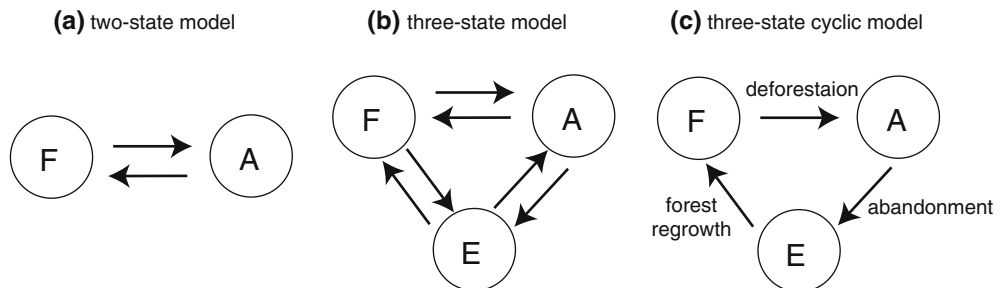 (a) two-state model
F
A
(b) three-state model
F
A
E
(c) three-state cyclic model
F
deforestaion
A
forest
regrowth
abandonment
E